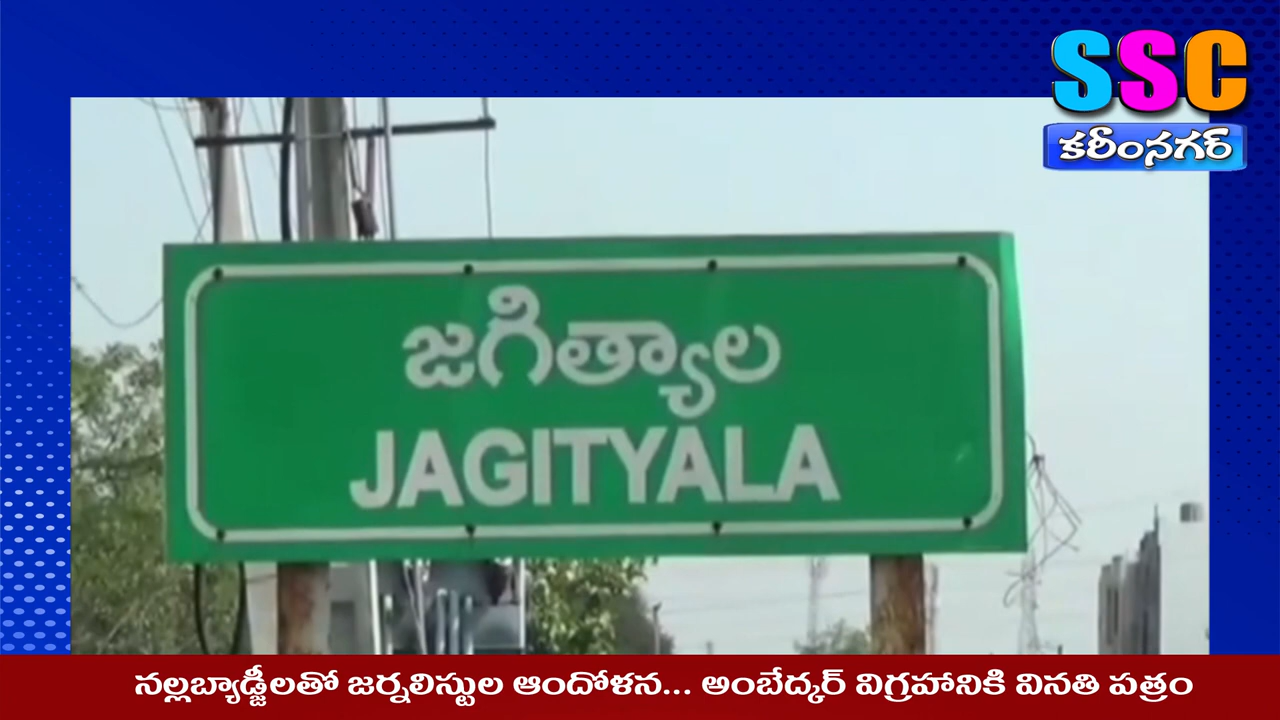 SSC
కరీంనగర్
జగిత్యాల
JAGITYALA
నల్లబ్యాడ్జీలతో జర్నలిస్టుల ఆందోళన... అంబేద్కర్ విగ్రహానికి వినతి పత్రం